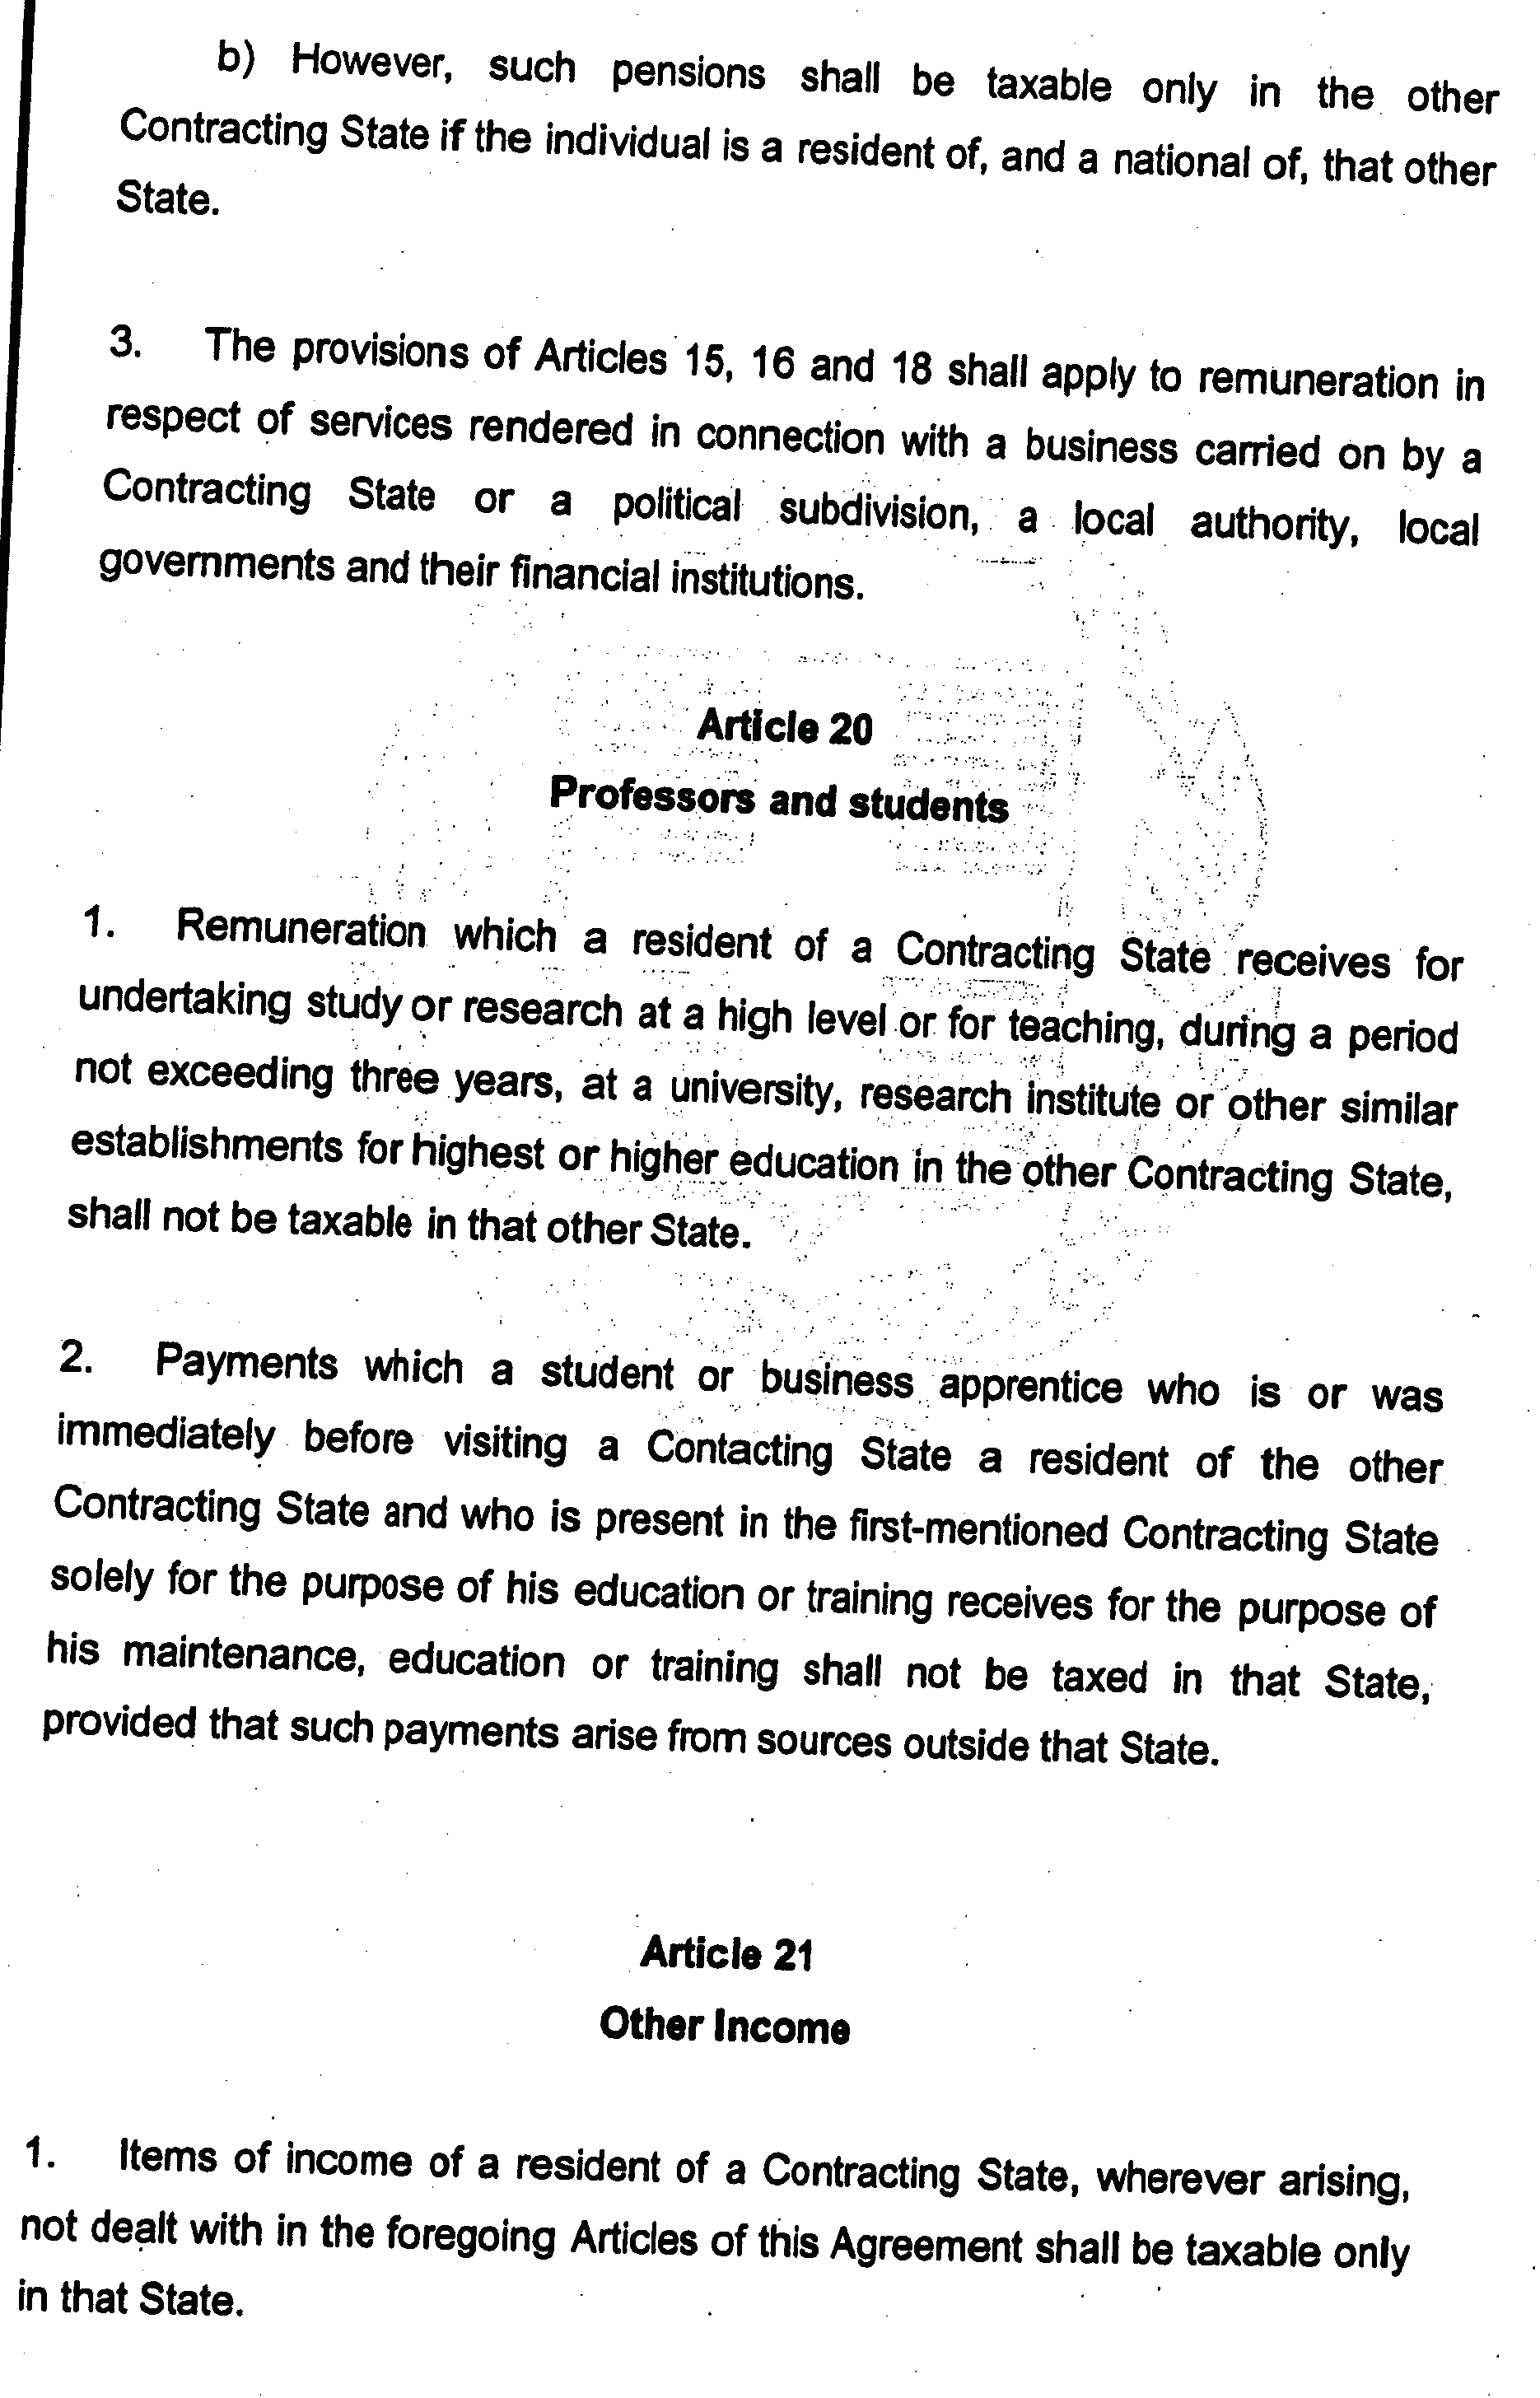 b) However, such pensions shall be taxable only in the other
Contracting State if the individual is a resident of, and a national of, that other
State.
3. The provisions of Articles 15, 16 and 18 shall apply to remuneration in
respect of services rendered in connection with a business carried on by a
Contracting State or a political subdivision, a local authority, local
governments and their financial institutions.
Article 20
Professors and students
1. Remuneration which a resident of a Contracting State receives for
undertaking study or research at a high level or for teaching, during a period
not exceeding three years, at a university, research institute or other similar
establishments for highest or higher education in the other Contracting State,
shall not be taxable in that other State.
2. Payments which a student or business apprentice who is or was
immediately before visiting a Contacting State a resident of the other
Contracting State and who is present in the first-mentioned Contracting State
solely for the purpose of his education or training receives for the purpose of
his maintenance, education or training shall not be taxed in that State,
provided that such payments arise from sources outside that State.
Article 21
Other Income
1. Items of income of a resident of a Contracting State, wherever arising,
not dealt with in the foregoing Articles of this Agreement shall be taxable only
in that State.